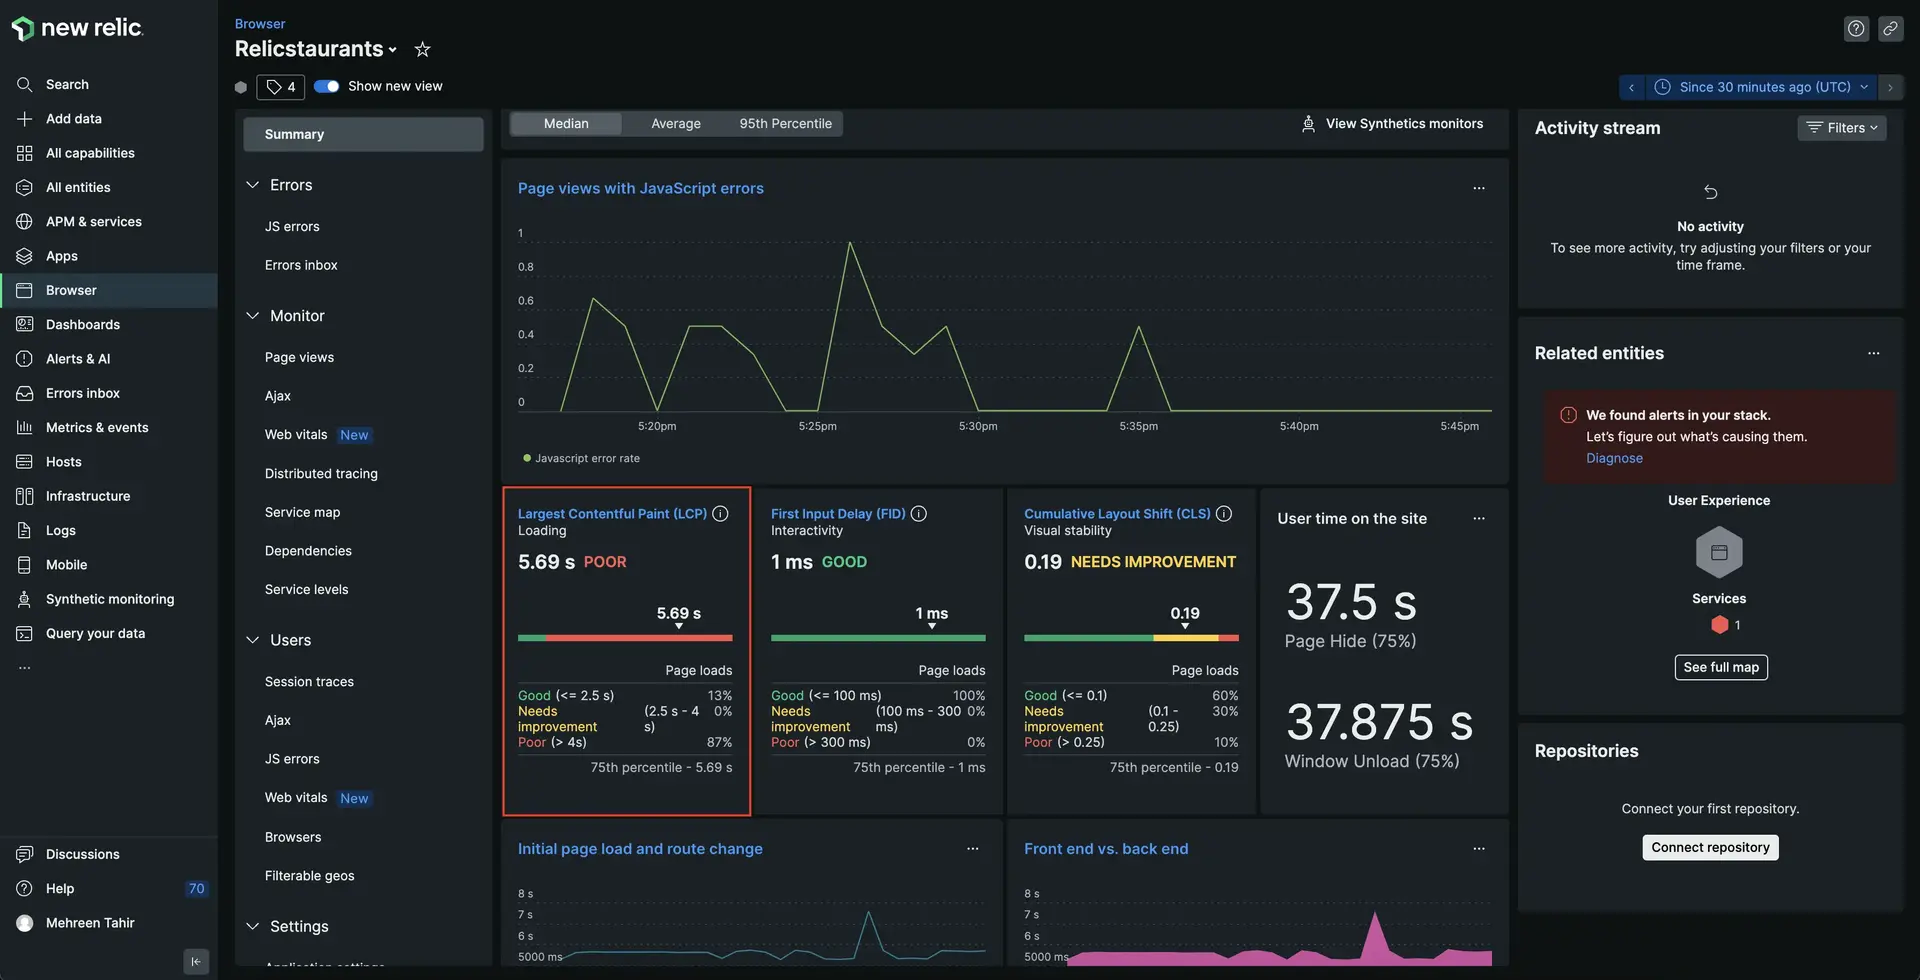 new relic.
Search
Add data
All capabilities
All entities
APM & services
Apps
Browser
Dashboards
Alerts & AI
Errors inbox
Metrics & events
Hosts
Infrastructure
Logs
Mobile
Synthetic monitoring
Query your data
...
Discussions
Help 70
Mehreen Tahir
Browser
Relicstaurants
4 Show new view
Since 30 minutes ago (UTC)
Summary
Errors
JS errors
Errors inbox
Monitor
Page views
Ajax
Web vitals New
Distributed tracing
Service map
Dependencies
Service levels
Users
Session traces
Ajax
JS errors
Web vitals New
Browsers
Filterable geos
Settings
Median Average 95th Percentile
View Synthetics monitors
Page views with JavaScript errors
1
0.8
0.6
0.4
0.2
0
5:20pm 5:25pm 5:30pm 5:35pm 5:40pm 5:45pm
Javascript error rate
Largest Contentful Paint (LCP)
Loading
5.69 s POOR
5.69 s
Page loads
Good (<= 2.5 s) 13%
Needs improvement (2.5 s - 4 s) 0%
Poor (> 4s) 87%
75th percentile - 5.69 s
First Input Delay (FID)
Interactivity
1 ms GOOD
1 ms
Page loads
Good (<= 100 ms) 100%
Needs improvement (100 ms - 300 ms) 0%
Poor (> 300 ms) 0%
75th percentile - 1 ms
Cumulative Layout Shift (CLS)
Visual stability
0.19 NEEDS IMPROVEMENT
0.19
Page loads
Good (<= 0.1) 60%
Needs improvement (0.1 - 0.25) 30%
Poor (> 0.25) 10%
75th percentile - 0.19
User time on the site
37.5 s
Page Hide (75%)
37.875 s
Window Unload (75%)
Initial page load and route change
8 s
7 s
6 s
5000 ms
Front end vs. back end
8 s
7 s
6 s
5000 ms
Activity stream
Filters
No activity
To see more activity, try adjusting your filters or your
time frame.
Related entities
We found alerts in your stack.
Let's figure out what's causing them.
Diagnose
User Experience
Services
1
See full map
Repositories
Connect your first repository.
Connect repository